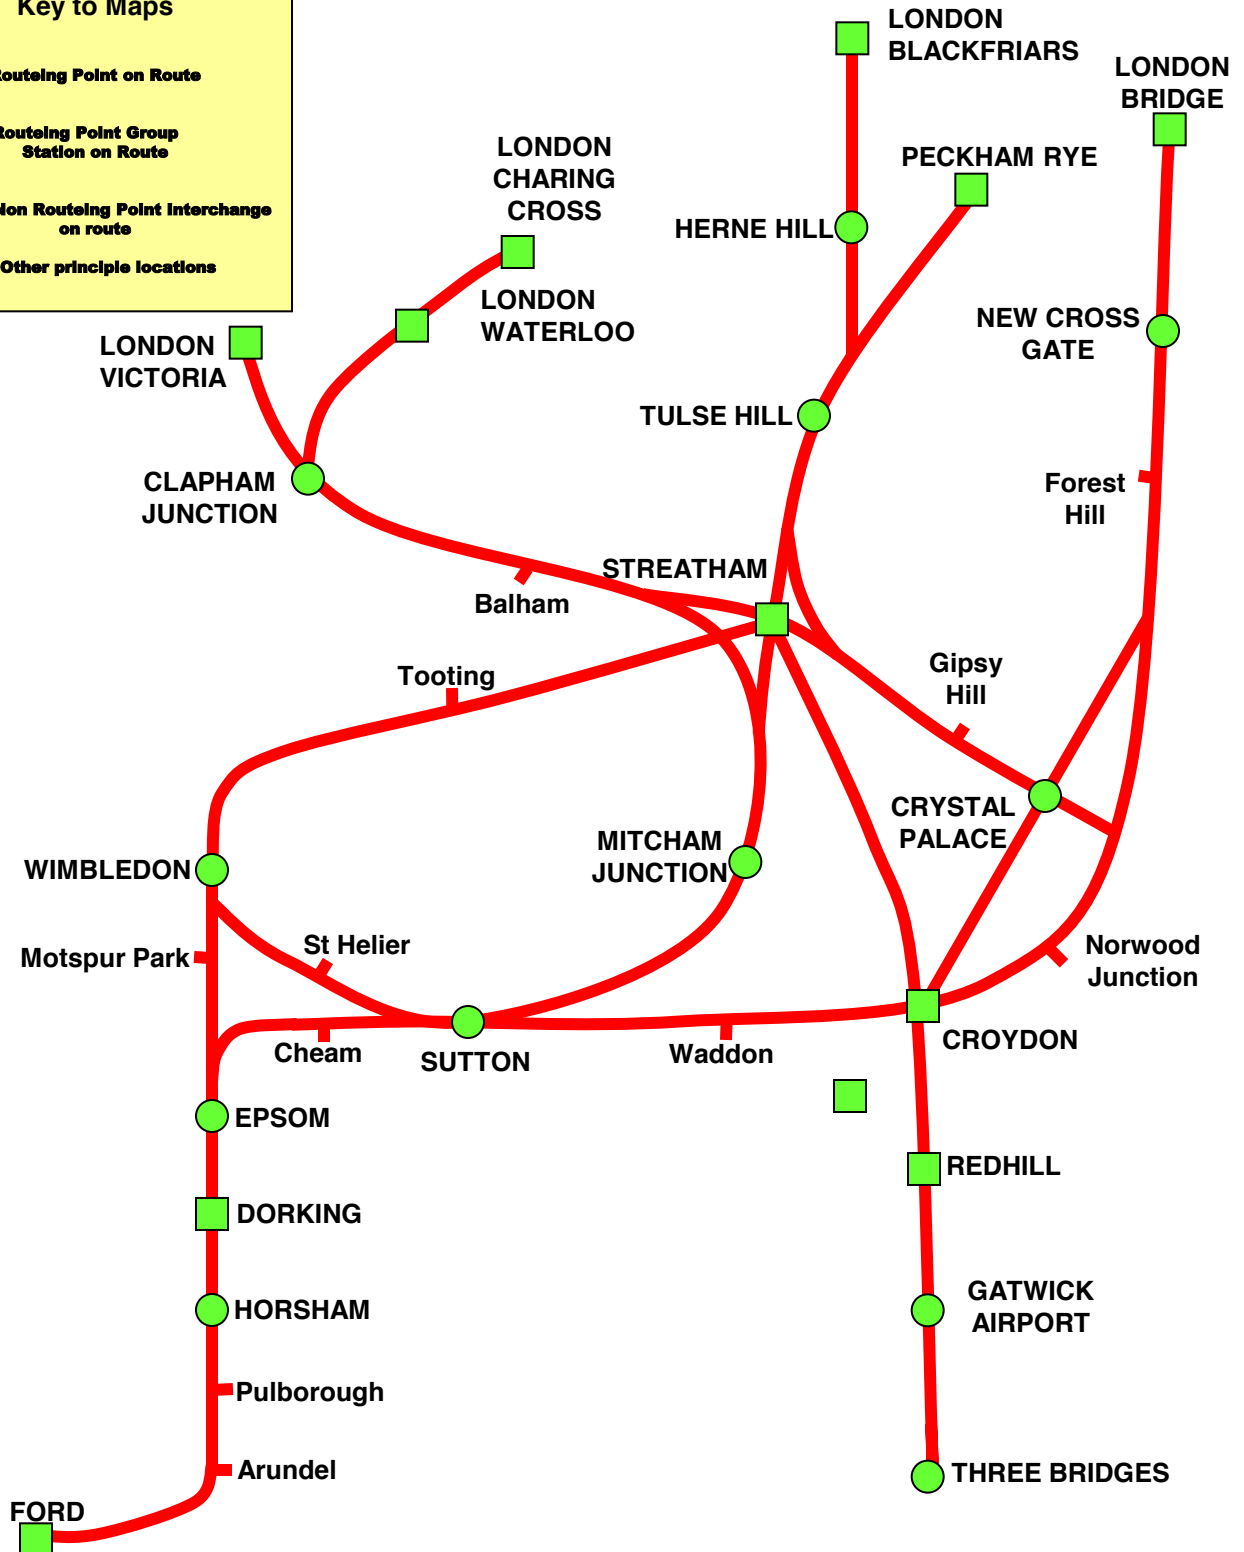 Key to Maps
Routeing Point on Route
Routeing Point Group
Station on Route
Non Routeing Point Interchange
on route
Other principle locations
LONDON
BLACKFRIARS
LONDON
BRIDGE
LONDON
CHARING
CROSS
PECKHAM RYE
HERNE HILL
LONDON
WATERLOO
NEW CROSS
GATE
LONDON
VICTORIA
TULSE HILL
CLAPHAM
JUNCTION
Forest
Hill
STREATHAM
Balham
Gipsy
Hill
Tooting
CRYSTAL
PALACE
MITCHAM
JUNCTION
WIMBLEDON
St Helier
Motspur Park
Norwood
Junction
Cheam
SUTTON
Waddon
CROYDON
EPSOM
REDHILL
DORKING
GATWICK
AIRPORT
HORSHAM
Pulborough
Arundel
THREE BRIDGES
FORD